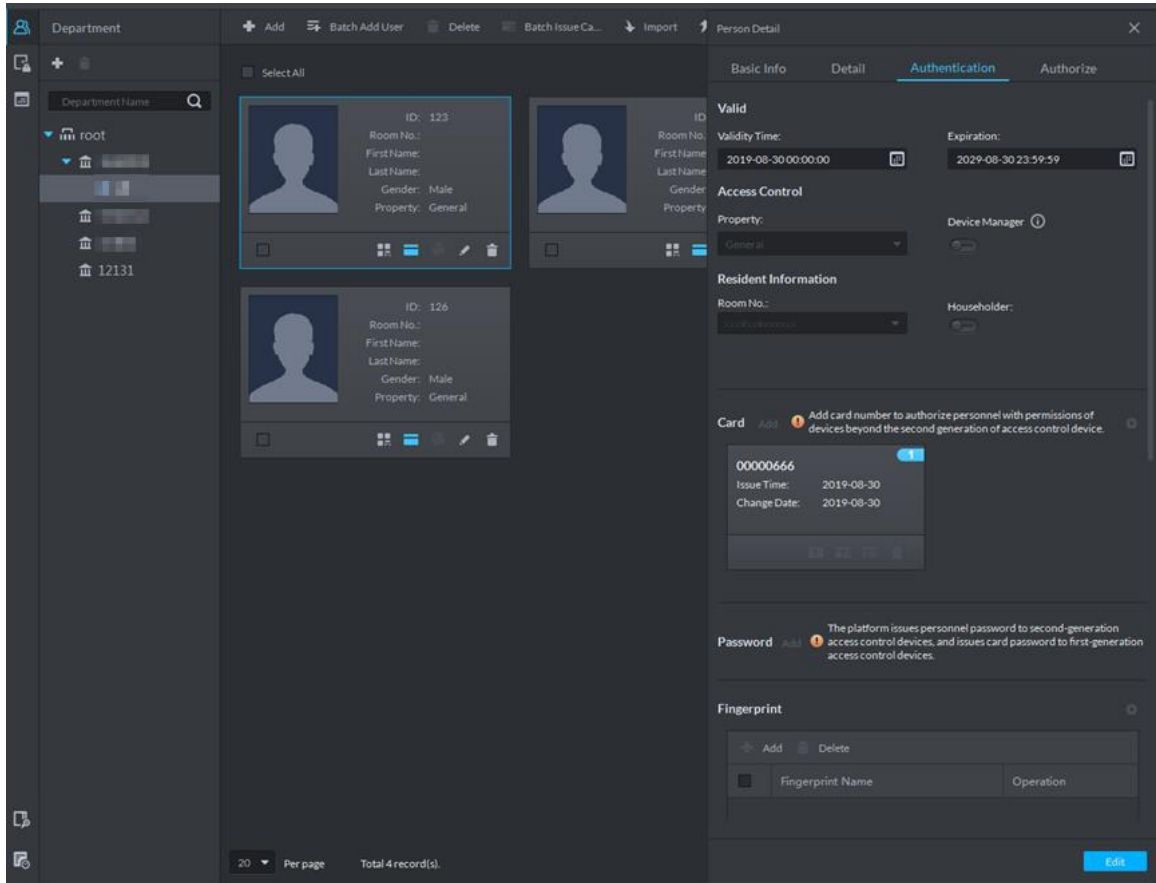 Department
Add
Batch Add User
Delete
Batch Issue Ca...
Import
Select All
Department Name
root
12131
ID: 123
Room No.:
First Name:
Last Name:
Gender: Male
Property: General
ID
Room No.
First Name
Last Name
Gender
Property
ID: 126
Room No.:
First Name:
Last Name:
Gender: Male
Property: General
20 Per page Total 4 record(s).
Person Detail
Basic Info Detail Authentication Authorize
Valid
Validity Time: Expiration:
2019-08-30 00:00:00 2029-08-30 23:59:59
Access Control
Property: Device Manager
General
Resident Information
Room No.: Householder:
Card Add Add card number to authorize personnel with permissions of
devices beyond the second generation of access control device.
1
00000666
Issue Time: 2019-08-30
Change Date: 2019-08-30
The platform issues personnel password to second-generation
Password Add access control devices, and issues card password to first-generation
access control devices.
Fingerprint
Add Delete
Fingerprint Name Operation
Edit